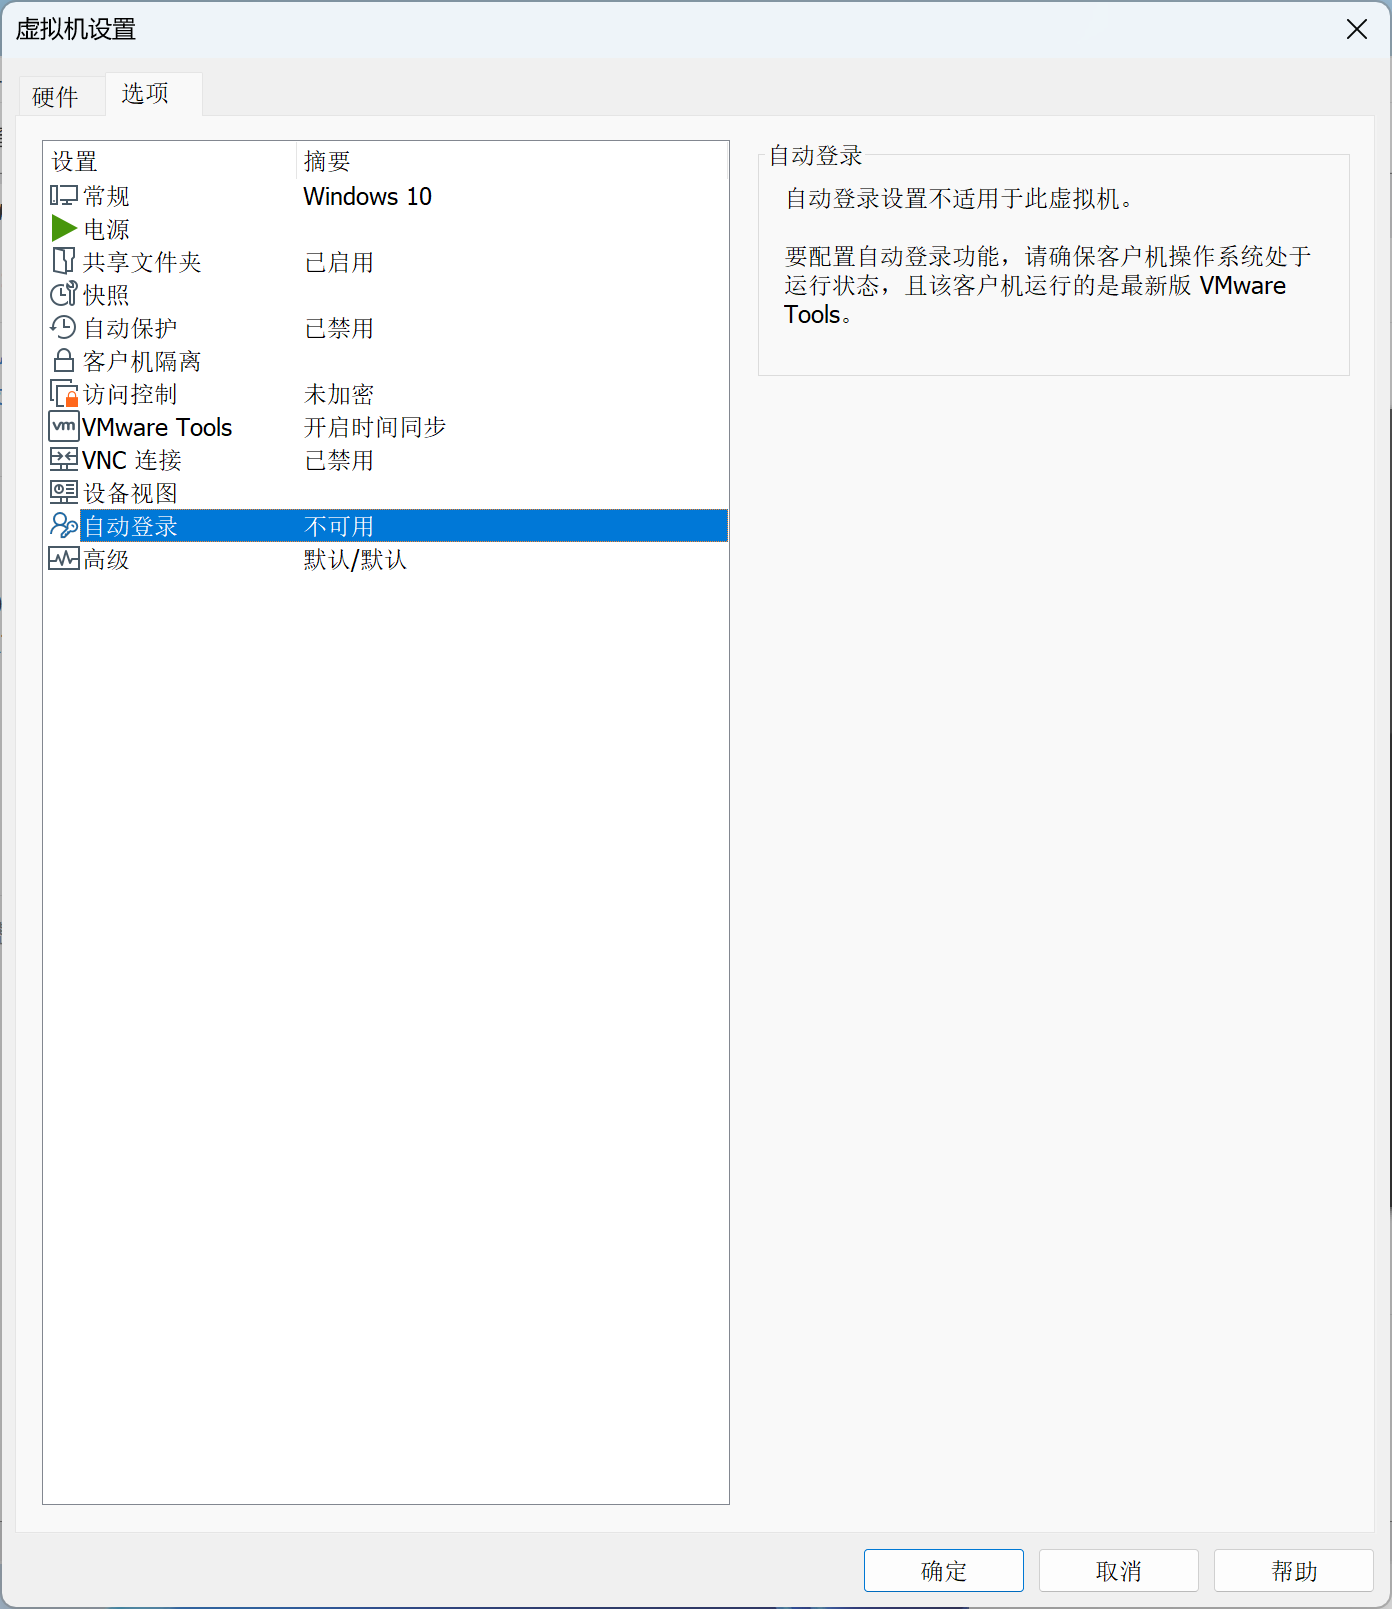 虚拟机设置
硬件 选项
设置 摘要
常规 Windows 10
电源
共享文件夹 已启用
快照
自动保护 已禁用
客户机隔离
访问控制 未加密
vm VMware Tools 开启时间同步
VNC 连接 已禁用
设备视图
自动登录 不可用
高级 默认/默认
自动登录
自动登录设置不适用于此虚拟机。
要配置自动登录功能，请确保客户机操作系统处于
运行状态，且该客户机运行的是最新版 VMware
Tools。
确定 取消 帮助